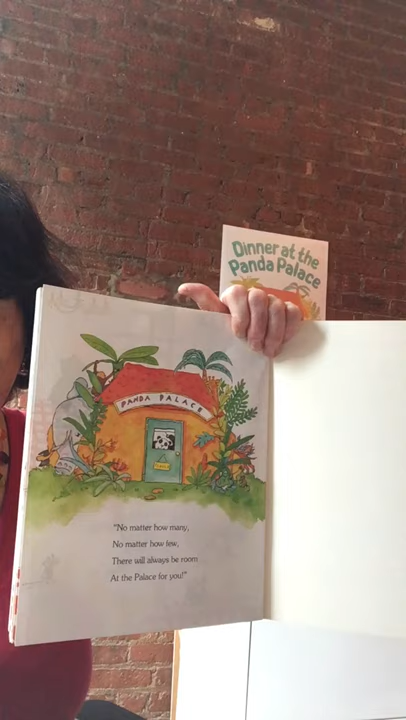 Dinner at the
Panda Palace
PANDA PALACE
"No matter how many,
No matter how few,
There will always be room
At the Palace for you!"